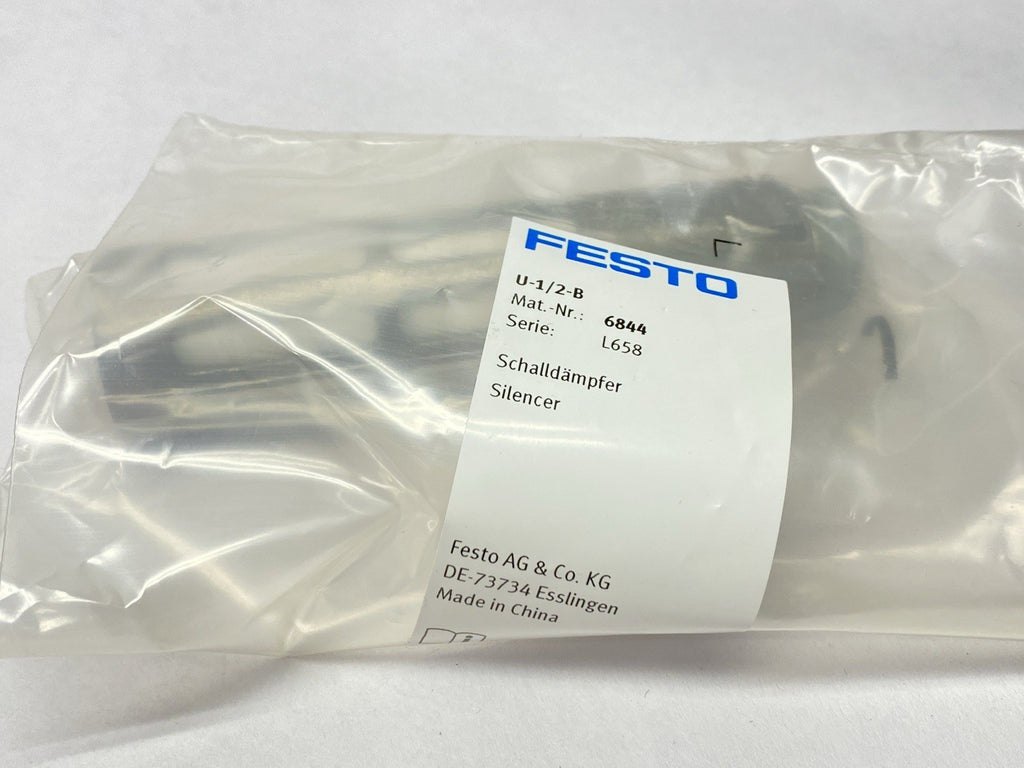 FESTO
U-1/2-B
Mat.-Nr.: 6844
Serie: L658
Schalldämpfer
Silencer
Festo AG & Co. KG
DE-73734 Esslingen
Made in China